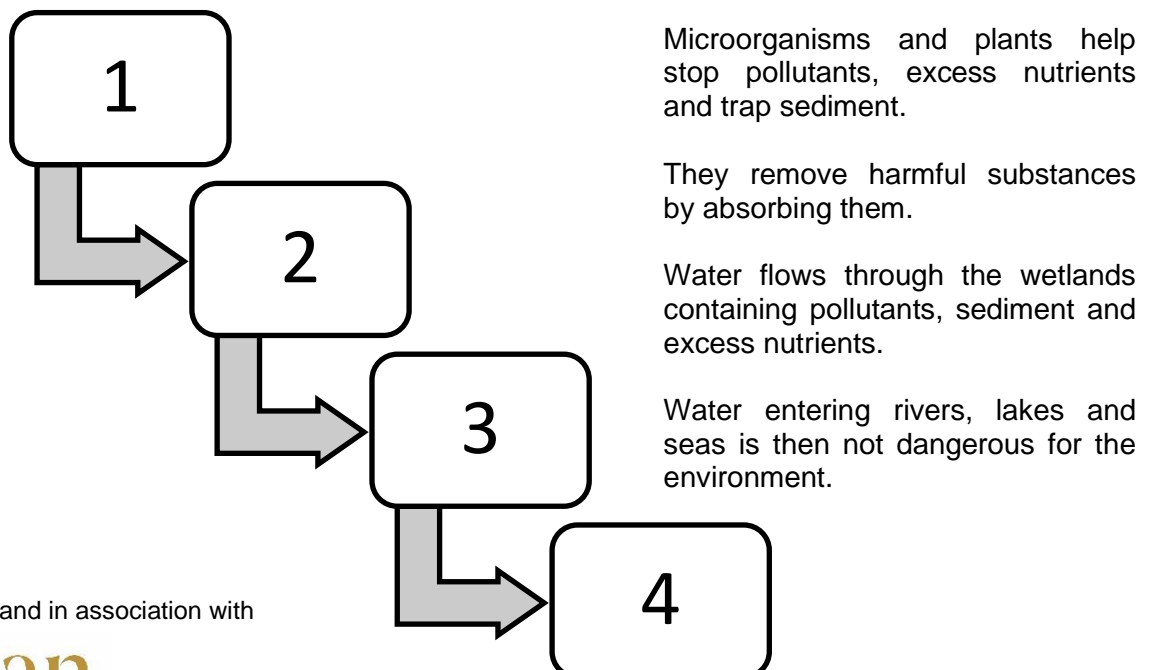 1
2
3
4
Microorganisms and plants help
stop pollutants, excess nutrients
and trap sediment.
They remove harmful substances
by absorbing them.
Water flows through the wetlands
containing pollutants, sediment and
excess nutrients.
Water entering rivers, lakes and
seas is then not dangerous for the
environment.
and in association with